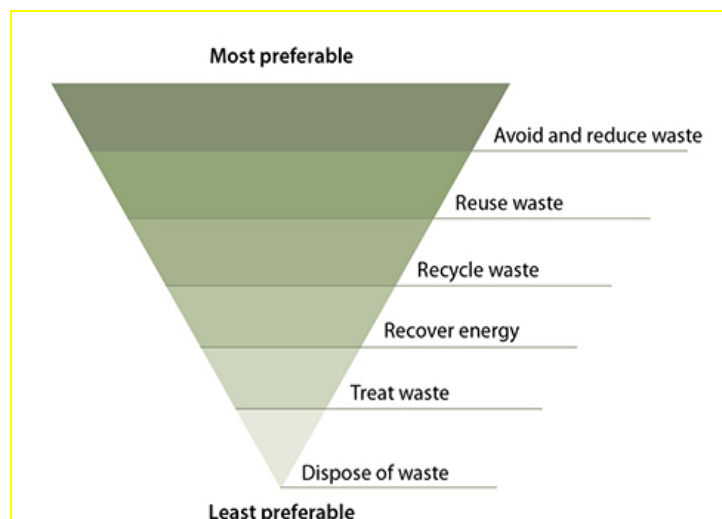 Most preferable
Avoid and reduce waste
Reuse waste
Recycle waste
Recover energy
Treat waste
Dispose of waste
Least preferable